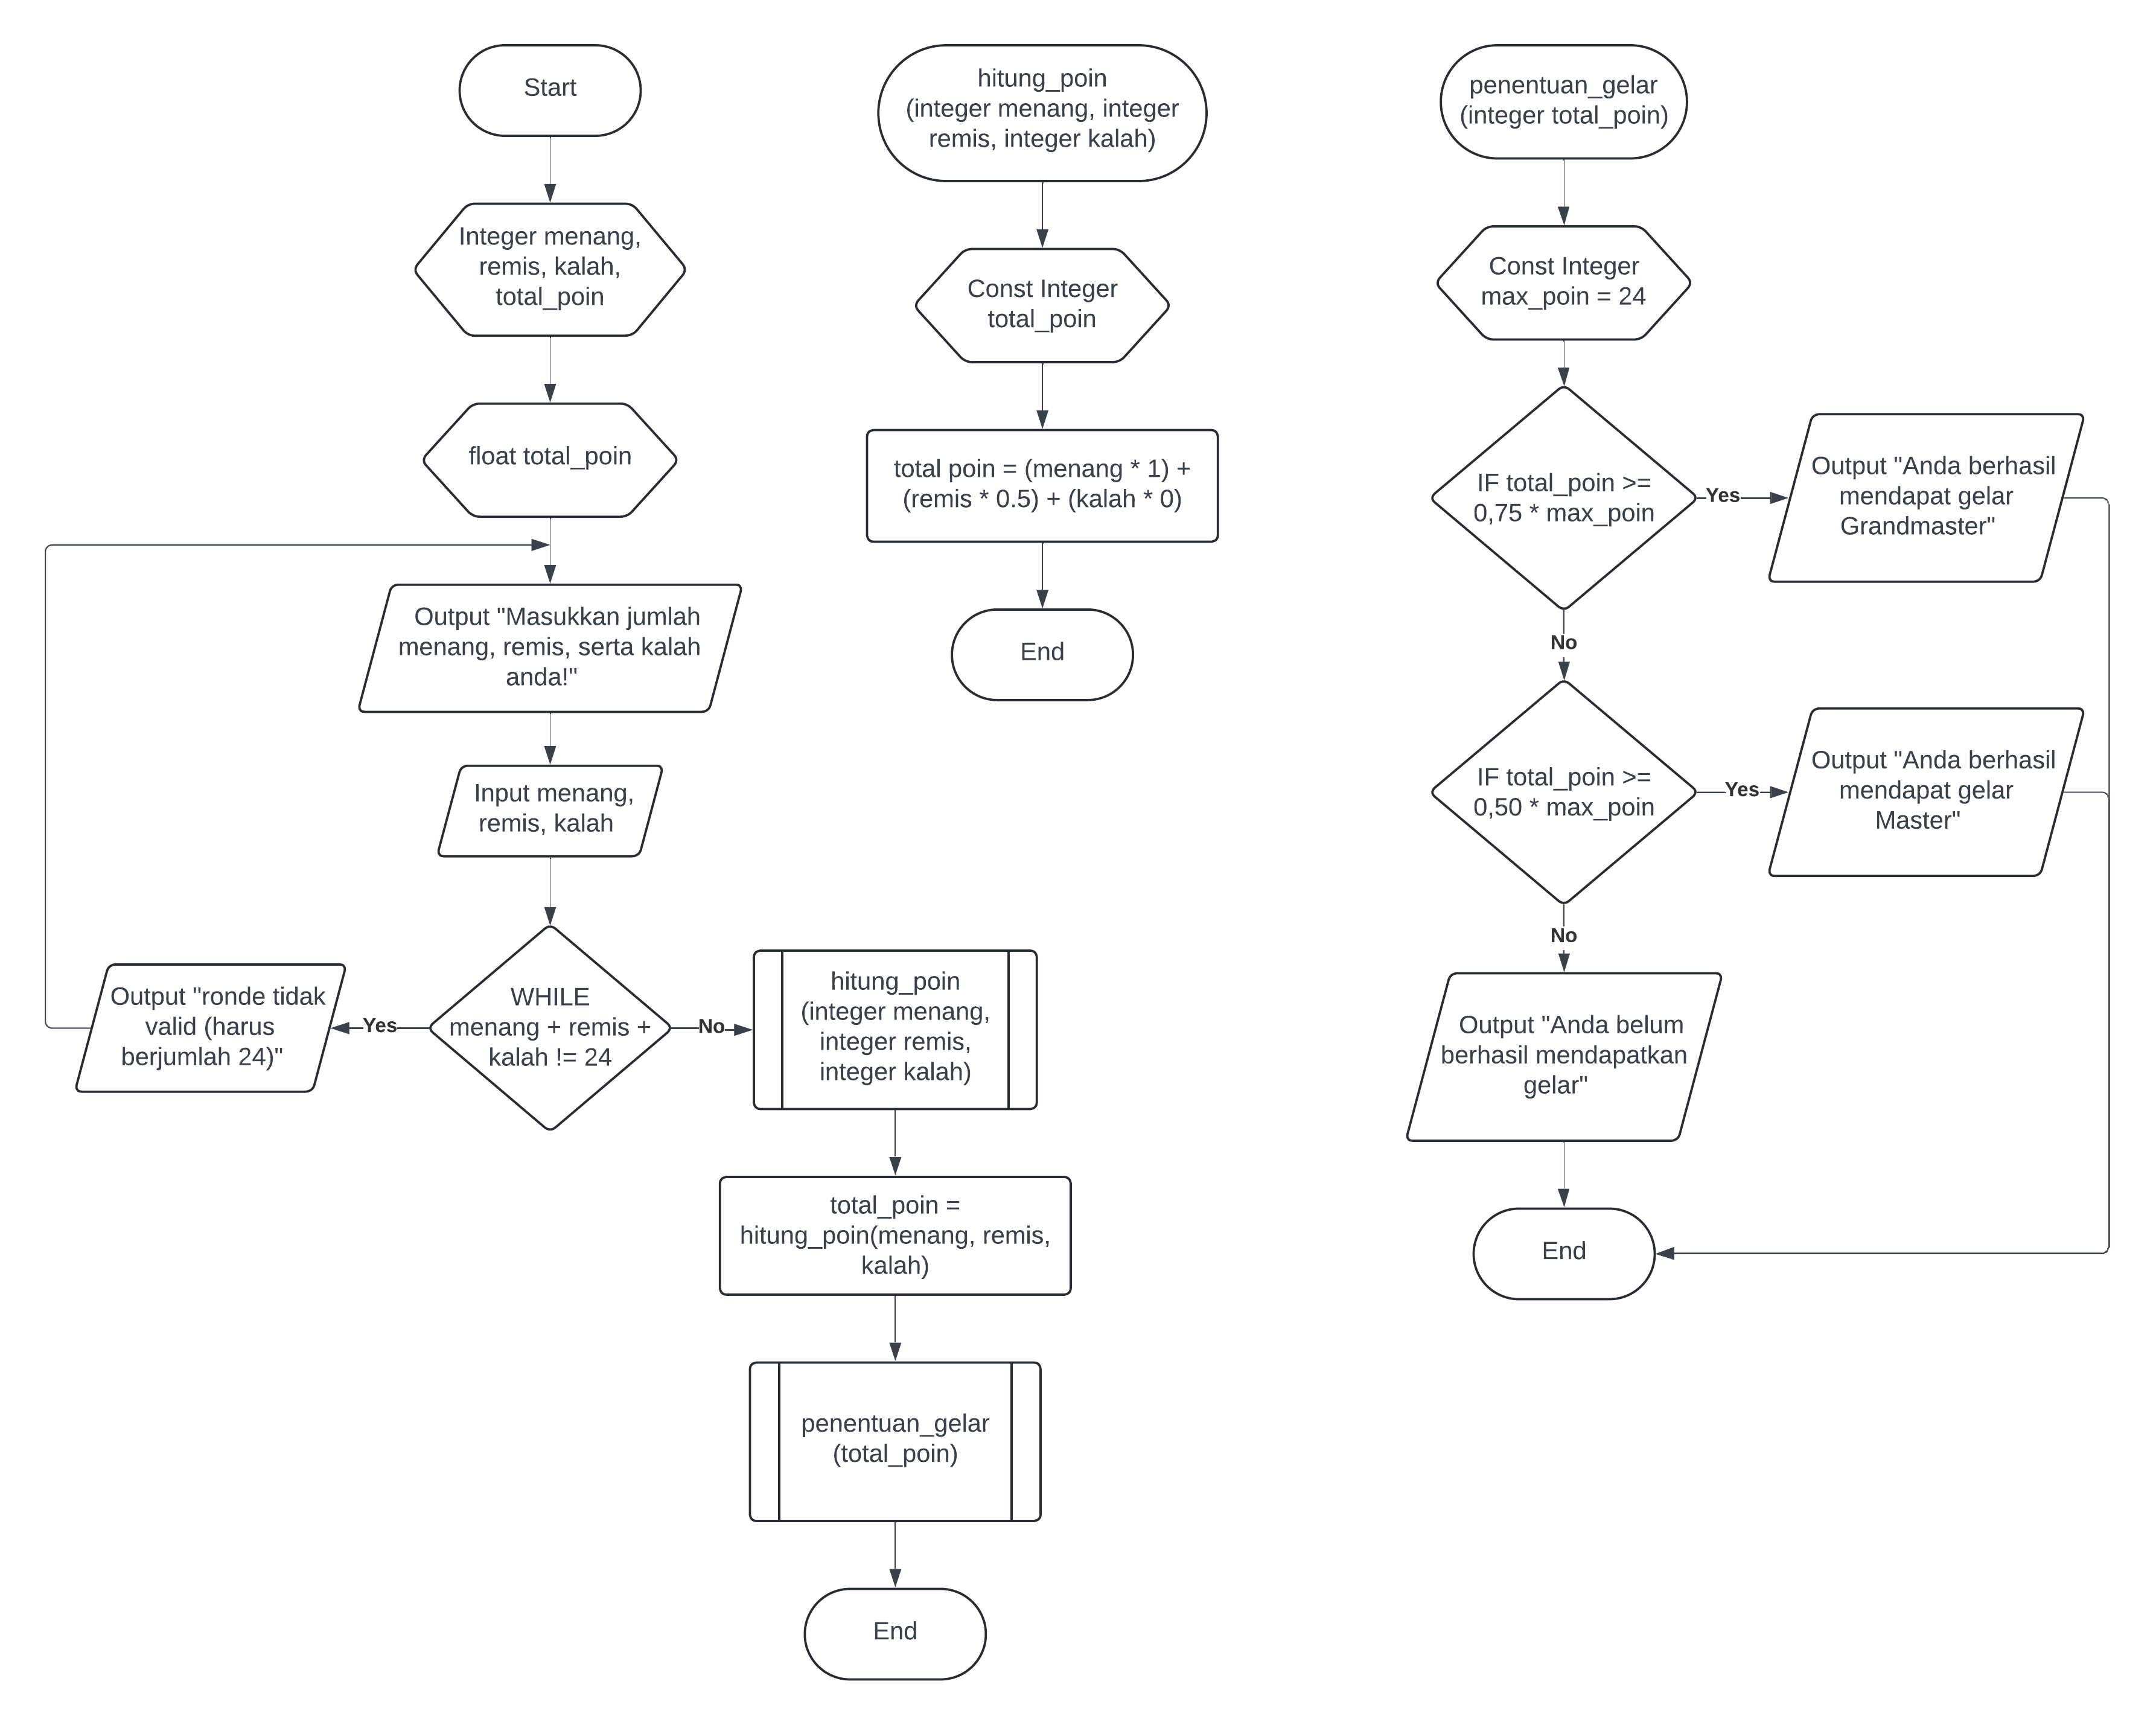 Start
Integer menang,
remis, kalah,
total_poin
float total_poin
Output "Masukkan jumlah
menang, remis, serta kalah
anda!"
Input menang,
remis, kalah
WHILE
menang + remis +
kalah != 24
Yes
Output "ronde tidak
valid (harus
berjumlah 24)"
No
hitung_poin
(integer menang,
integer remis,
integer kalah)
total_poin =
hitung_poin(menang, remis,
kalah)
penentuan_gelar
(total_poin)
End
hitung_poin
(integer menang, integer
remis, integer kalah)
Const Integer
total_poin
total poin = (menang * 1) +
(remis * 0.5) + (kalah * 0)
End
penentuan_gelar
(integer total_poin)
Const Integer
max_poin = 24
IF total_poin >=
0,75 * max_poin
Yes
Output "Anda berhasil
mendapat gelar
Grandmaster"
No
IF total_poin >=
0,50 * max_poin
Yes
Output "Anda berhasil
mendapat gelar
Master"
No
Output "Anda belum
berhasil mendapatkan
gelar"
End